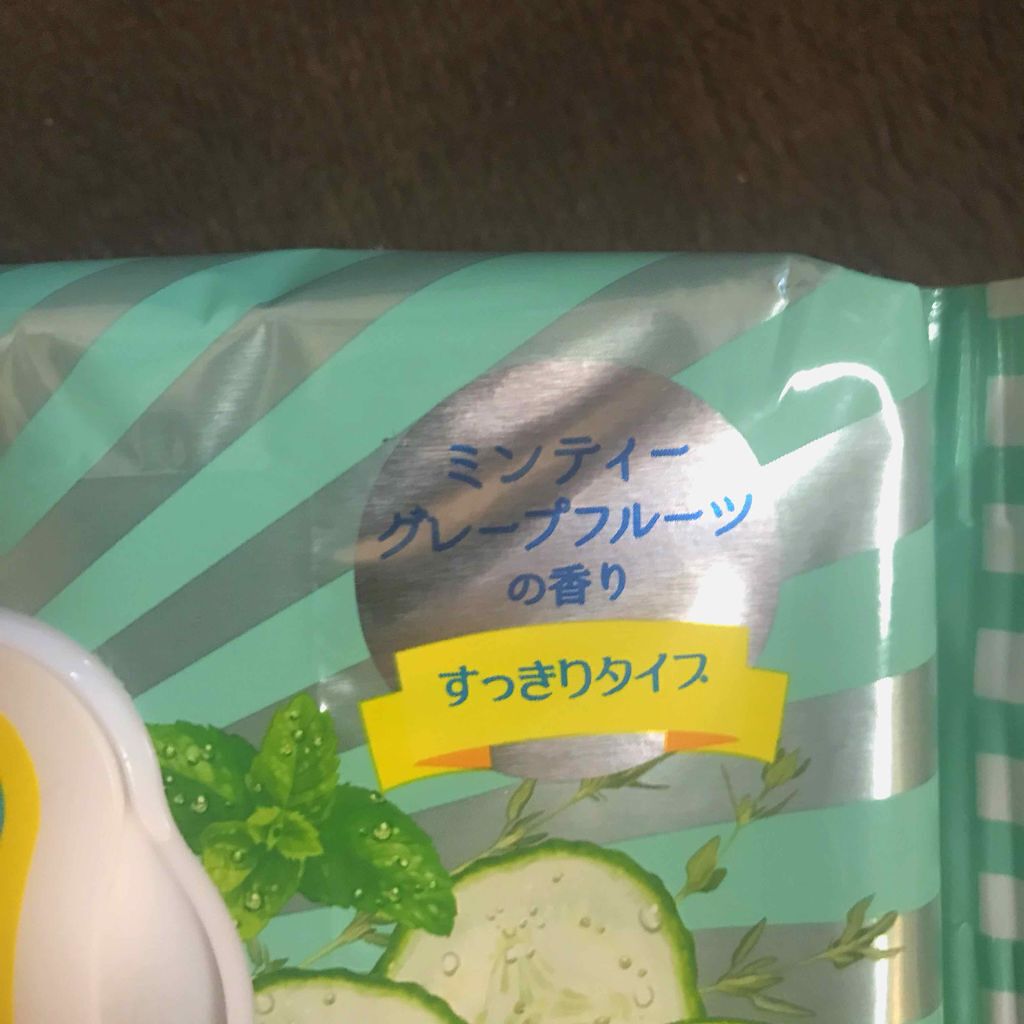 ミンティー
グレープフルーツ
の香り
すっきりタイプ